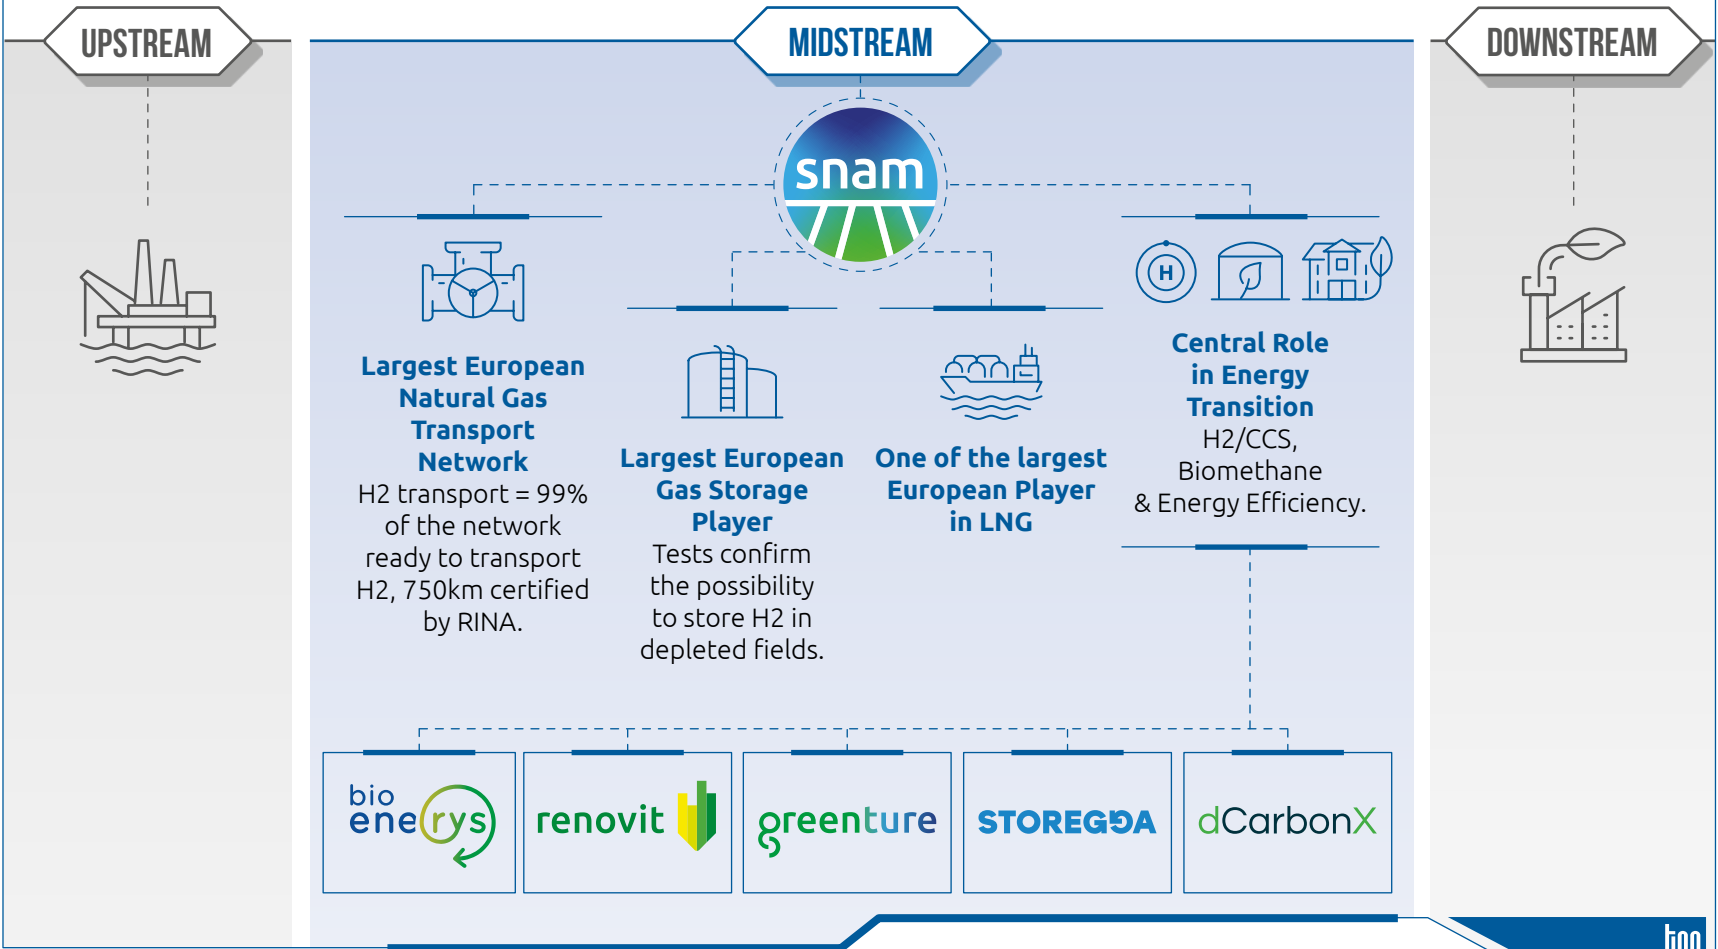 UPSTREAM
MIDSTREAM
DOWNSTREAM
snam
Largest European
Natural Gas
Transport
Network
H2 transport = 99%
of the network
ready to transport
H2, 750km certified
by RINA.
Largest European
Gas Storage
Player
Tests confirm
the possibility
to store H2 in
depleted fields.
One of the largest
European Player
in LNG
H
Central Role
in Energy
Transition
H2/CCS,
Biomethane
& Energy Efficiency.
bio
enerys
renovit
greenture
STOREGGA
dCarbonX